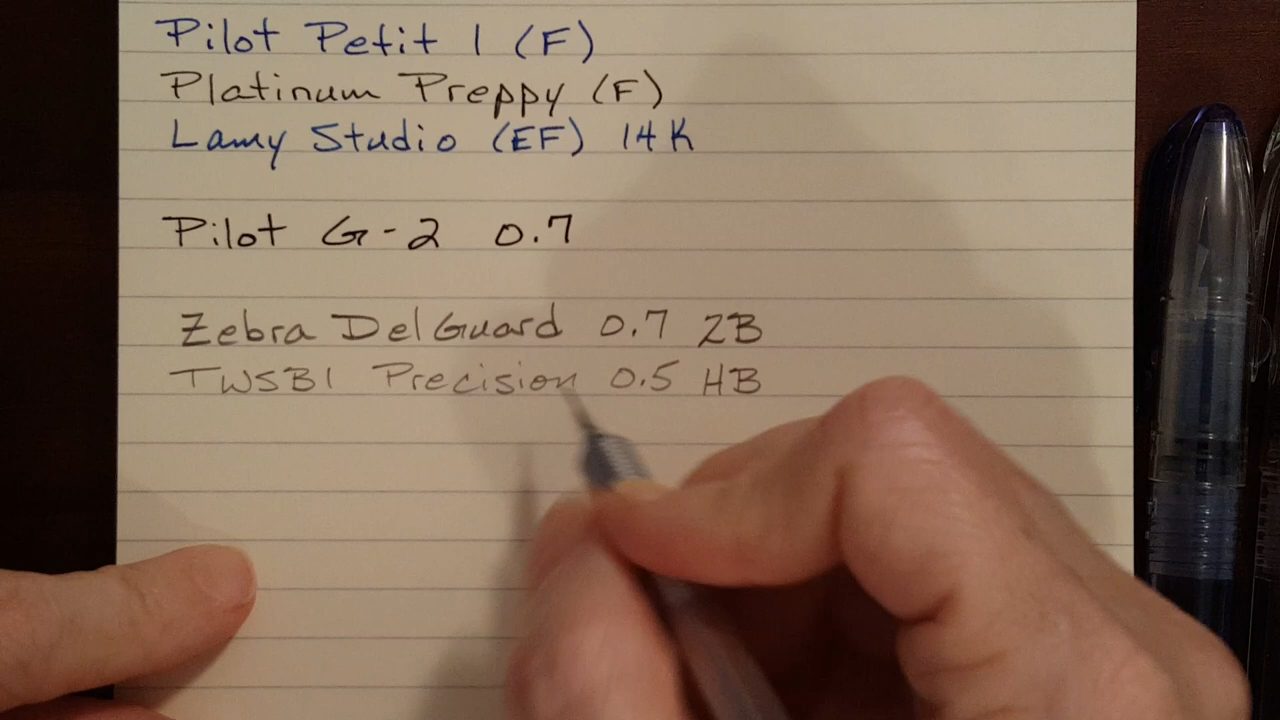 Pilot Petit 1 (F)
Platinum Preppy (F)
Lamy Studio (EF) 14K
Pilot G-2 0.7
Zebra DelGuard 0.7 2B
TWSBI Precision 0.5 HB